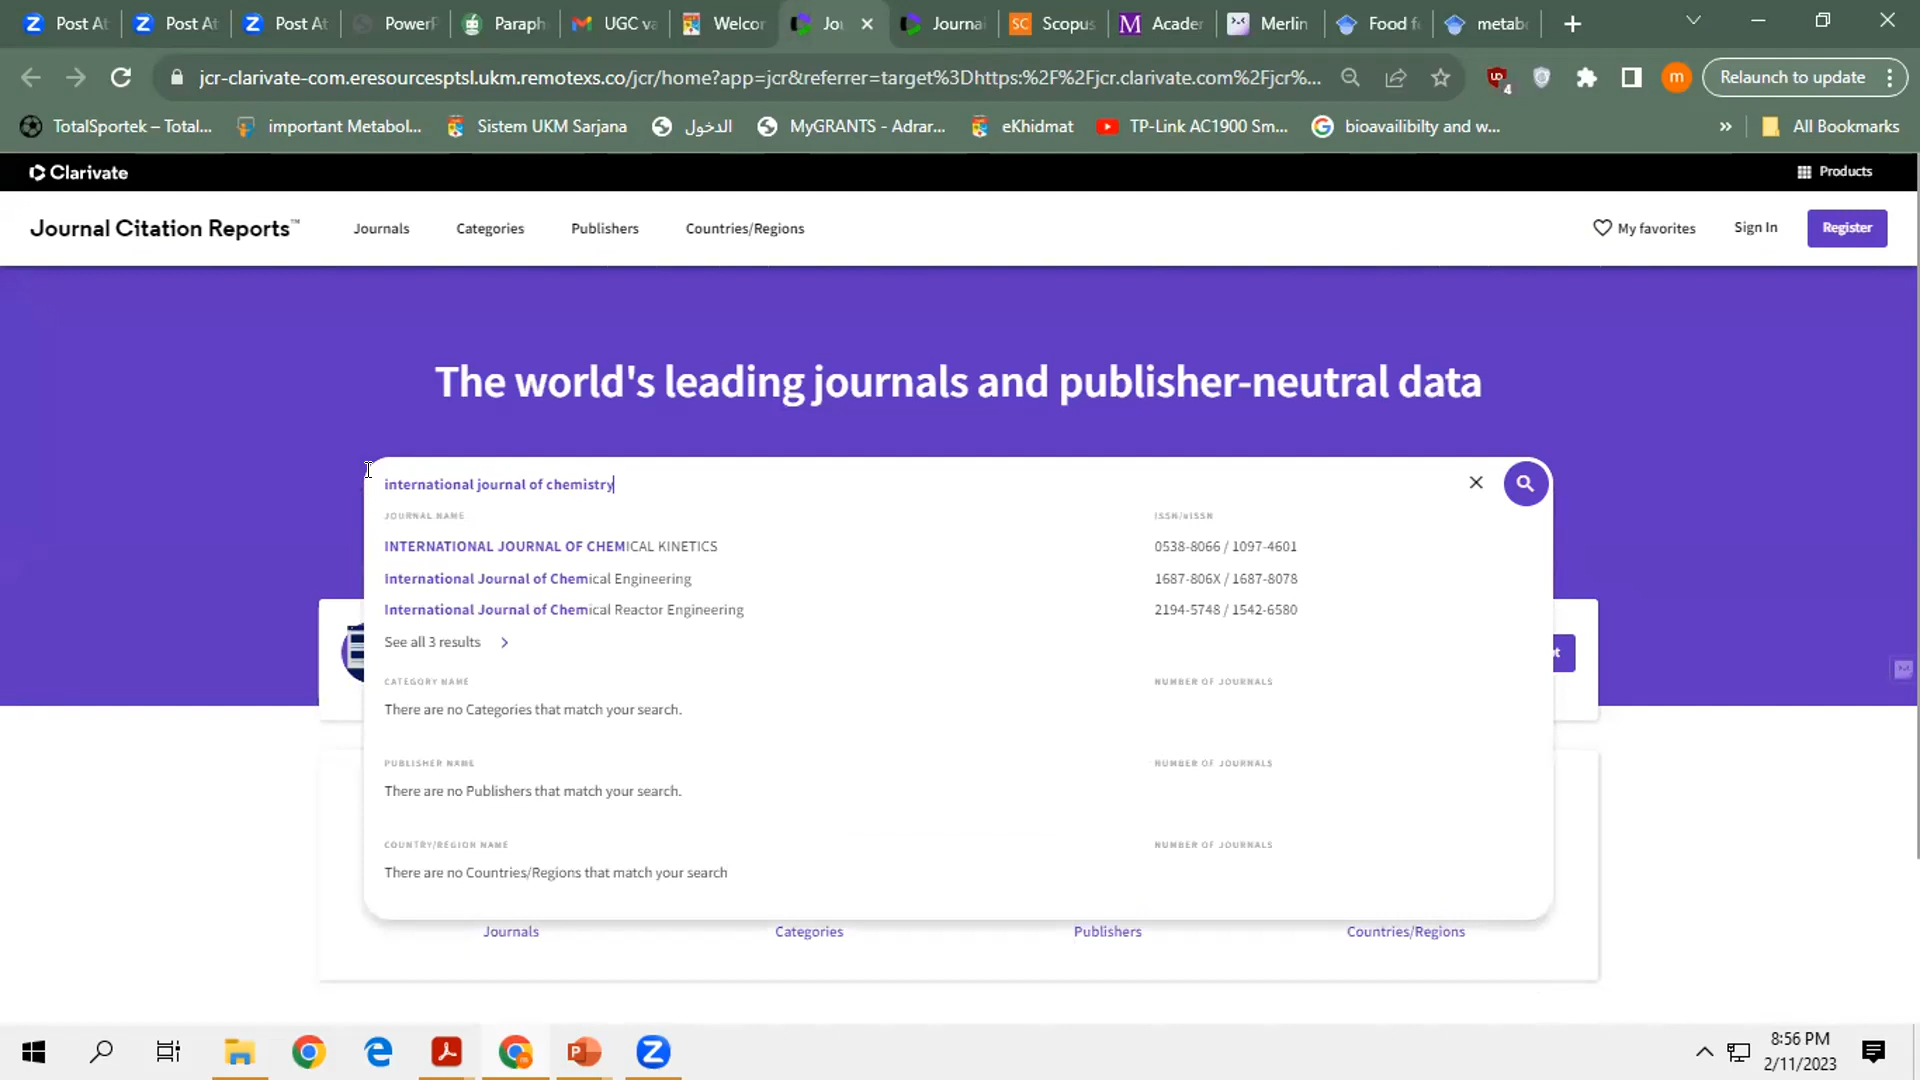 Post At
Post At
Post At
PowerP
Paraph
UGC va
Welcor
Jou
Journa
SC Scopus
M Acader
Merlin
Food f
metab
jcr-clarivate-com.eresourcesptsl.ukm.remotexs.co/jcr/home?app=jcr&referrer=target%3Dhttps:%2F%2Fjcr.clarivate.com%2Fjcr%...
4
m
Relaunch to update
TotalSportek – Total...
important Metabol...
Sistem UKM Sarjana
الدخول
MyGRANTS - Adrar...
eKhidmat
TP-Link AC1900 Sm...
bioavailibilty and w...
»
All Bookmarks
Clarivate
Products
Journal Citation Reports™
Journals
Categories
Publishers
Countries/Regions
My favorites
Sign In
Register
The world's leading journals and publisher-neutral data
international journal of chemistry
JOURNAL NAME
ISSN/eISSN
INTERNATIONAL JOURNAL OF CHEMICAL KINETICS
0538-8066 / 1097-4601
International Journal of Chemical Engineering
1687-806X / 1687-8078
International Journal of Chemical Reactor Engineering
2194-5748 / 1542-6580
See all 3 results
CATEGORY NAME
NUMBER OF JOURNALS
There are no Categories that match your search.
PUBLISHER NAME
NUMBER OF JOURNALS
There are no Publishers that match your search.
COUNTRY/REGION NAME
NUMBER OF JOURNALS
There are no Countries/Regions that match your search
Journals
Categories
Publishers
Countries/Regions
8:56 PM
2/11/2023